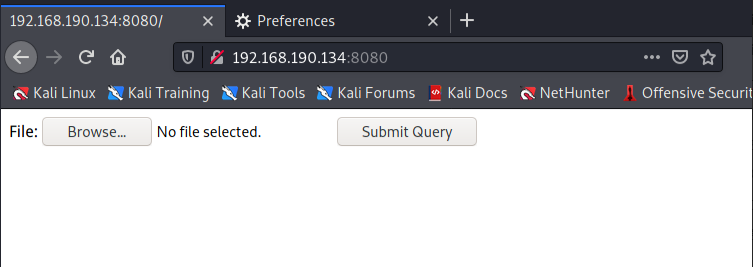 192.168.190.134:8080/ Preferences
192.168.190.134:8080
Kali Linux Kali Training Kali Tools Kali Forums Kali Docs NetHunter Offensive Securit
File: Browse... No file selected. Submit Query